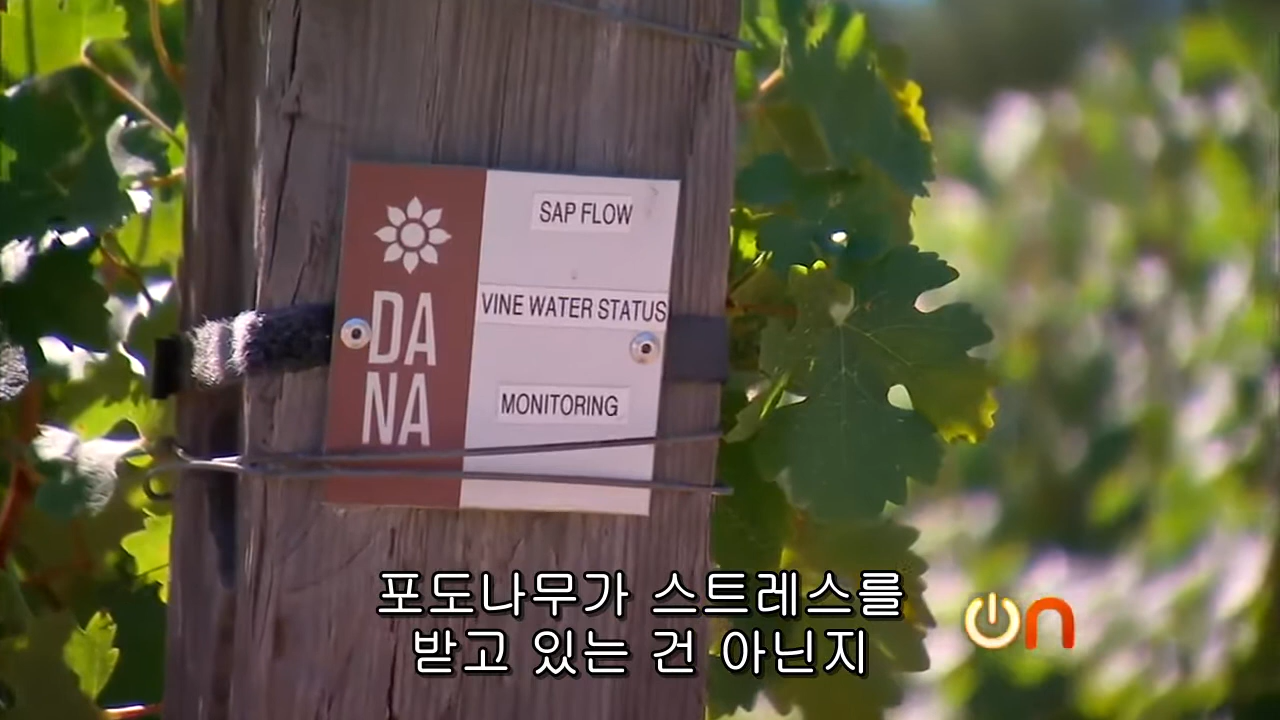 DA
NA
SAP FLOW
VINE WATER STATUS
MONITORING
포도나무가 스트레스를
받고 있는 건 아닌지
on